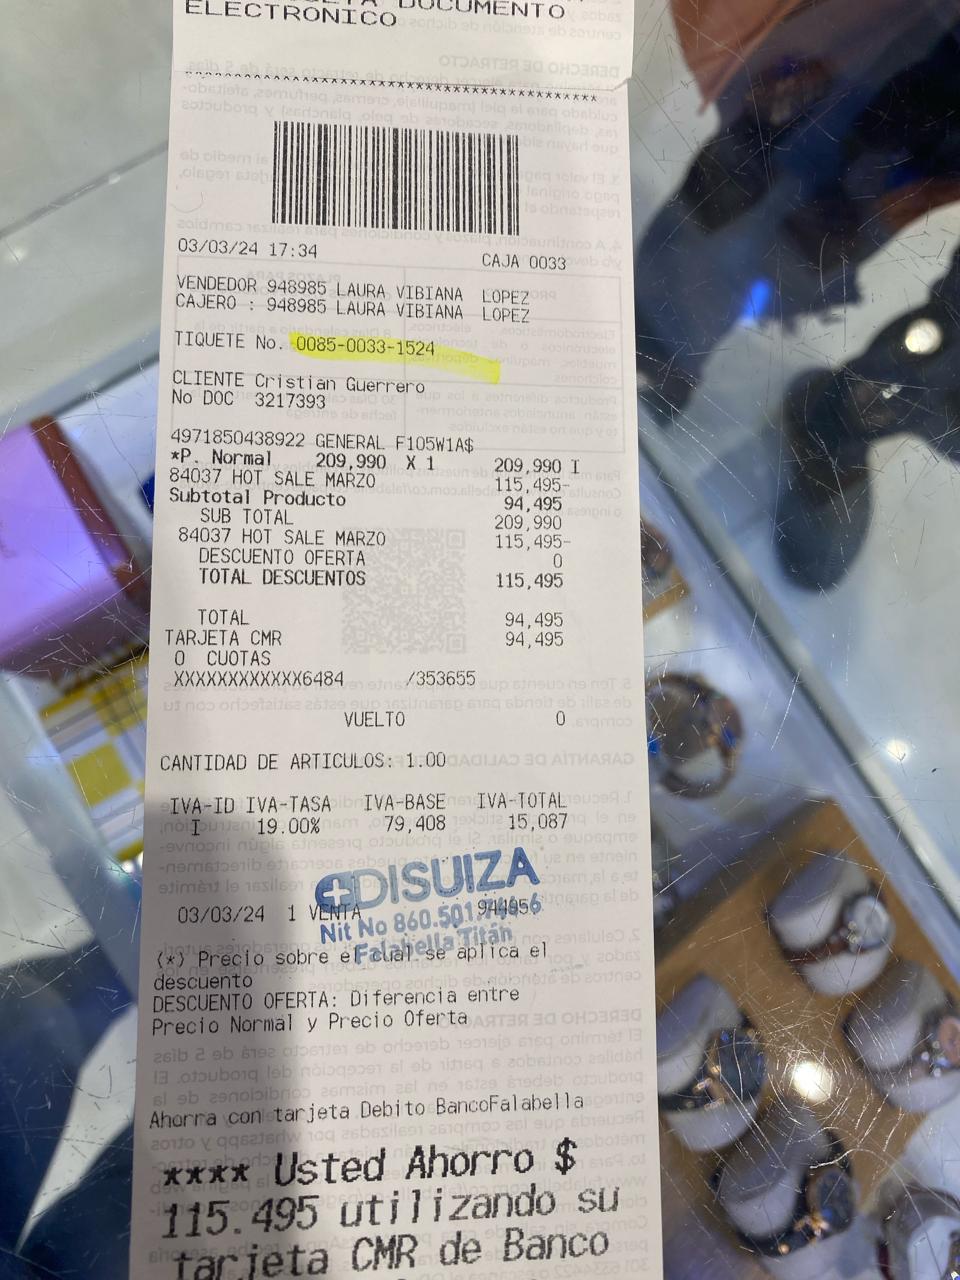 DOCUMENTO
ELECTRONICO
03/03/24 17:34 CAJA 0033
VENDEDOR 948985 LAURA VIBIANA LOPEZ
CAJERO : 948985 LAURA VIBIANA LOPEZ
TIQUETE No. 0085-0033-1524
CLIENTE Cristian Guerrero
No DOC 3217393
4971850438922 GENERAL F105W1A$
*P. Normal 209,990 X 1 209,990 I
84037 HOT SALE MARZO 115,495-
Subtotal Producto 94,495
SUB TOTAL 209,990
84037 HOT SALE MARZO 115,495-
DESCUENTO OFERTA 0
TOTAL DESCUENTOS 115,495
TOTAL 94,495
TARJETA CMR 94,495
0 CUOTAS
XXXXXXXXXXXX6484 /353655
VUELTO 0
CANTIDAD DE ARTICULOS: 1.00
IVA-ID IVA-TASA IVA-BASE IVA-TOTAL
I 19.00% 79,408 15,087
DISUIZA
03/03/24 1 VENTA
Nit No 860.501
Falabella Titán
(*) Precio sobre el cual se aplica el
descuento
DESCUENTO OFERTA: Diferencia entre
Precio Normal y Precio Oferta
Ahorra con tarjeta Debito BancoFalabella
**** Usted Ahorro $
115.495 utilizando su
tarjeta CMR de Banco